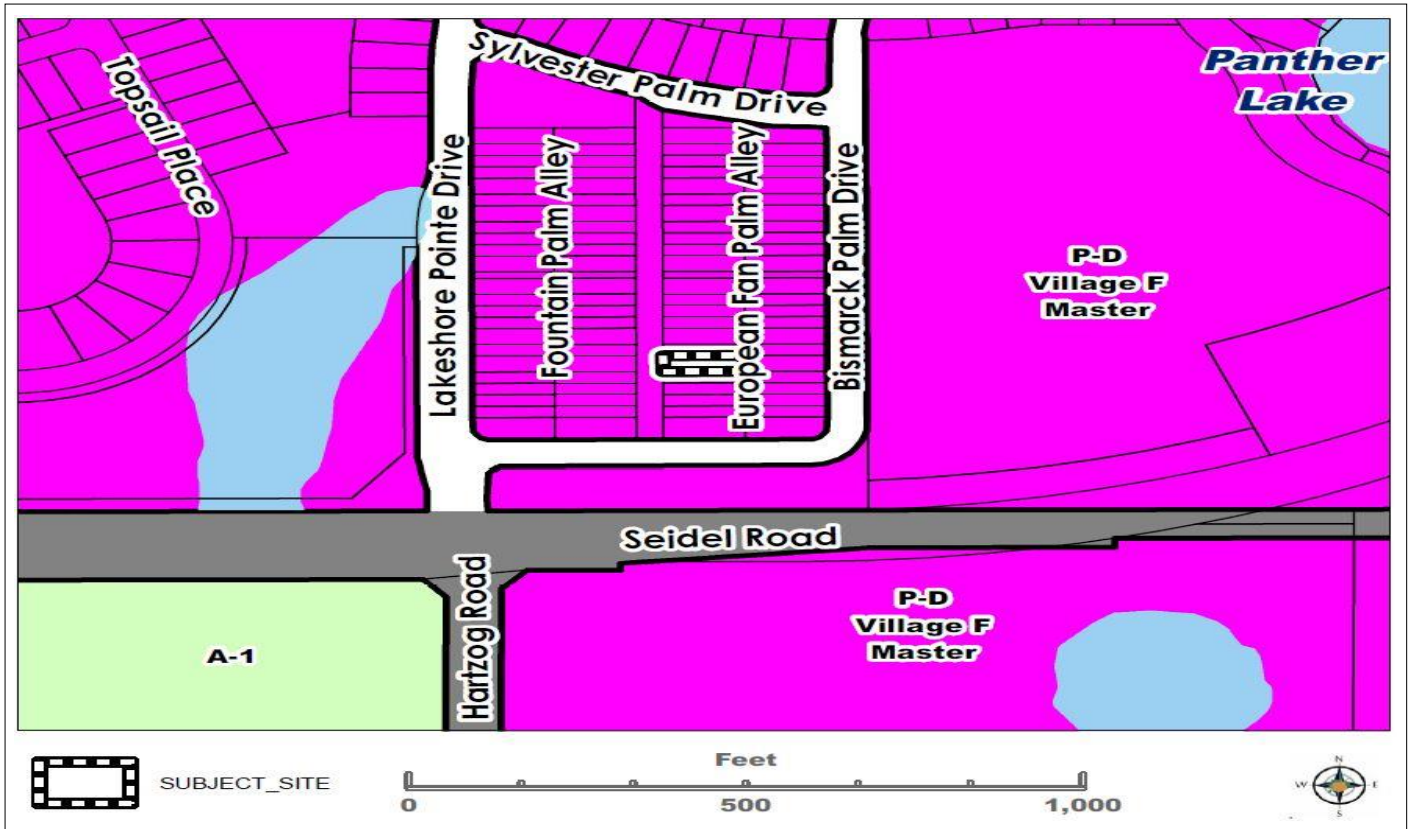 Topsail Place
Sylvester Palm Drive
Panther
Lake
Lakeshore Pointe Drive
Fountain Palm Alley
European Fan Palm Alley
Bismarck Palm Drive
P-D
Village F
Master
Seidel Road
Hartzog Road
A-1
P-D
Village F
Master
SUBJECT_SITE
Feet
0 500 1,000
N
W E
S